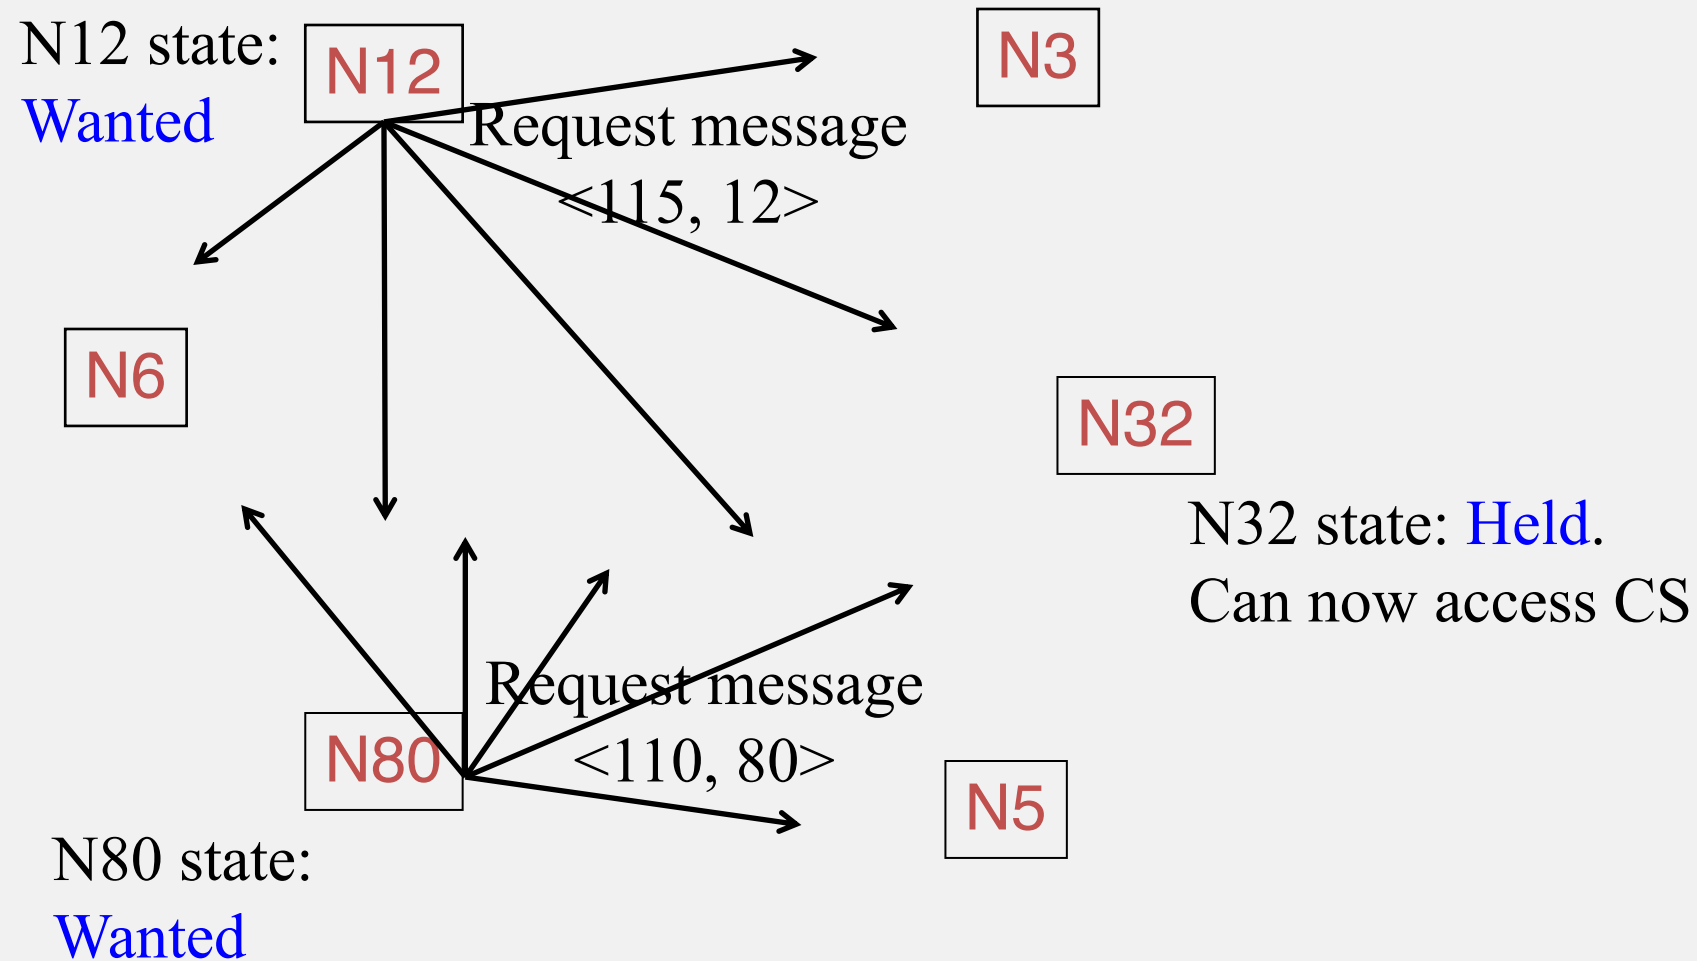 N12 state:
Wanted
N12
N3
Request message
<115, 12>
N6
N32
N32 state: Held.
Can now access CS
Request message
<110, 80>
N80
N5
N80 state:
Wanted